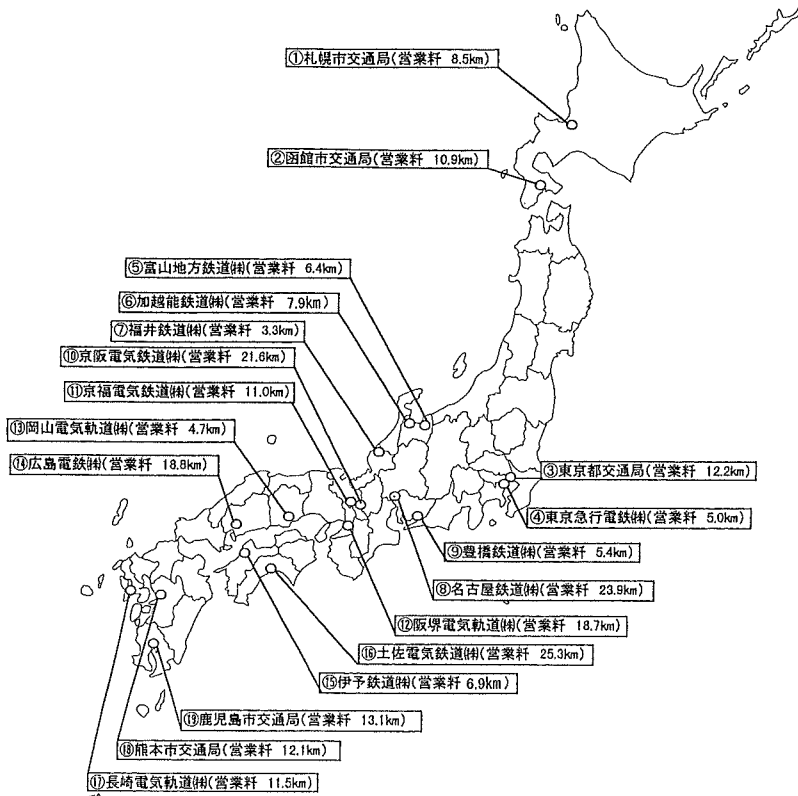 ①札幌市交通局(営業粁 8.5km)
②函館市交通局(営業粁 10.9km)
⑤富山地方鉄道㈱(営業粁 6.4km)
⑥加越能鉄道㈱(営業粁 7.9km)
⑦福井鉄道㈱(営業粁 3.3km)
⑩京阪電気鉄道㈱(営業粁 21.6km)
⑪京福電気鉄道㈱(営業粁 11.0km)
⑬岡山電気軌道㈱(営業粁 4.7km)
⑭広島電鉄㈱(営業粁 18.8km)
③東京都交通局(営業粁 12.2km)
④東京急行電鉄㈱(営業粁 5.0km)
⑨豊橋鉄道㈱(営業粁 5.4km)
⑧名古屋鉄道㈱(営業粁 23.9km)
⑫阪堺電気軌道㈱(営業粁 18.7km)
⑯土佐電気鉄道㈱(営業粁 25.3km)
⑮伊予鉄道㈱(営業粁 6.9km)
⑲鹿児島市交通局(営業粁 13.1km)
⑱熊本市交通局(営業粁 12.1km)
⑰長崎電気軌道㈱(営業粁 11.5km)